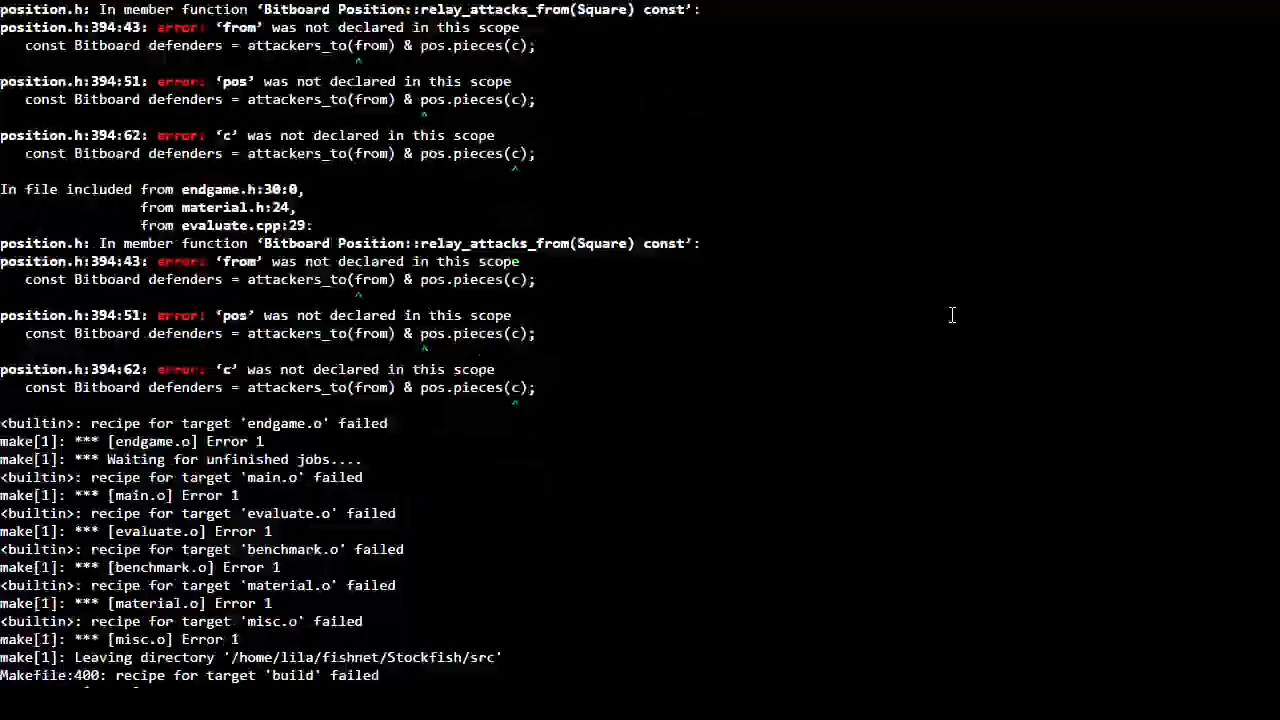 position.h: In member function ‘Bitboard Position::relay_attacks_from(Square) const’:
position.h:394:43: error: ‘from’ was not declared in this scope
   const Bitboard defenders = attackers_to(from) & pos.pieces(c);
                                           ^
position.h:394:51: error: ‘pos’ was not declared in this scope
   const Bitboard defenders = attackers_to(from) & pos.pieces(c);
                                                   ^
position.h:394:62: error: ‘c’ was not declared in this scope
   const Bitboard defenders = attackers_to(from) & pos.pieces(c);
                                                              ^
In file included from endgame.h:30:0,
                 from material.h:24,
                 from evaluate.cpp:29:
position.h: In member function ‘Bitboard Position::relay_attacks_from(Square) const’:
position.h:394:43: error: ‘from’ was not declared in this scope
   const Bitboard defenders = attackers_to(from) & pos.pieces(c);
                                           ^
position.h:394:51: error: ‘pos’ was not declared in this scope
   const Bitboard defenders = attackers_to(from) & pos.pieces(c);
                                                   ^
position.h:394:62: error: ‘c’ was not declared in this scope
   const Bitboard defenders = attackers_to(from) & pos.pieces(c);
                                                              ^
<builtin>: recipe for target 'endgame.o' failed
make[1]: *** [endgame.o] Error 1
make[1]: *** Waiting for unfinished jobs....
<builtin>: recipe for target 'main.o' failed
make[1]: *** [main.o] Error 1
<builtin>: recipe for target 'evaluate.o' failed
make[1]: *** [evaluate.o] Error 1
<builtin>: recipe for target 'benchmark.o' failed
make[1]: *** [benchmark.o] Error 1
<builtin>: recipe for target 'material.o' failed
make[1]: *** [material.o] Error 1
<builtin>: recipe for target 'misc.o' failed
make[1]: *** [misc.o] Error 1
make[1]: Leaving directory '/home/lila/fishnet/Stockfish/src'
Makefile:400: recipe for target 'build' failed